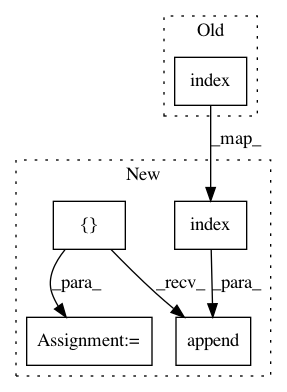 Old
index
_map_
New
{}
index
_para_
_recv_
_para_
Assignment:=
append